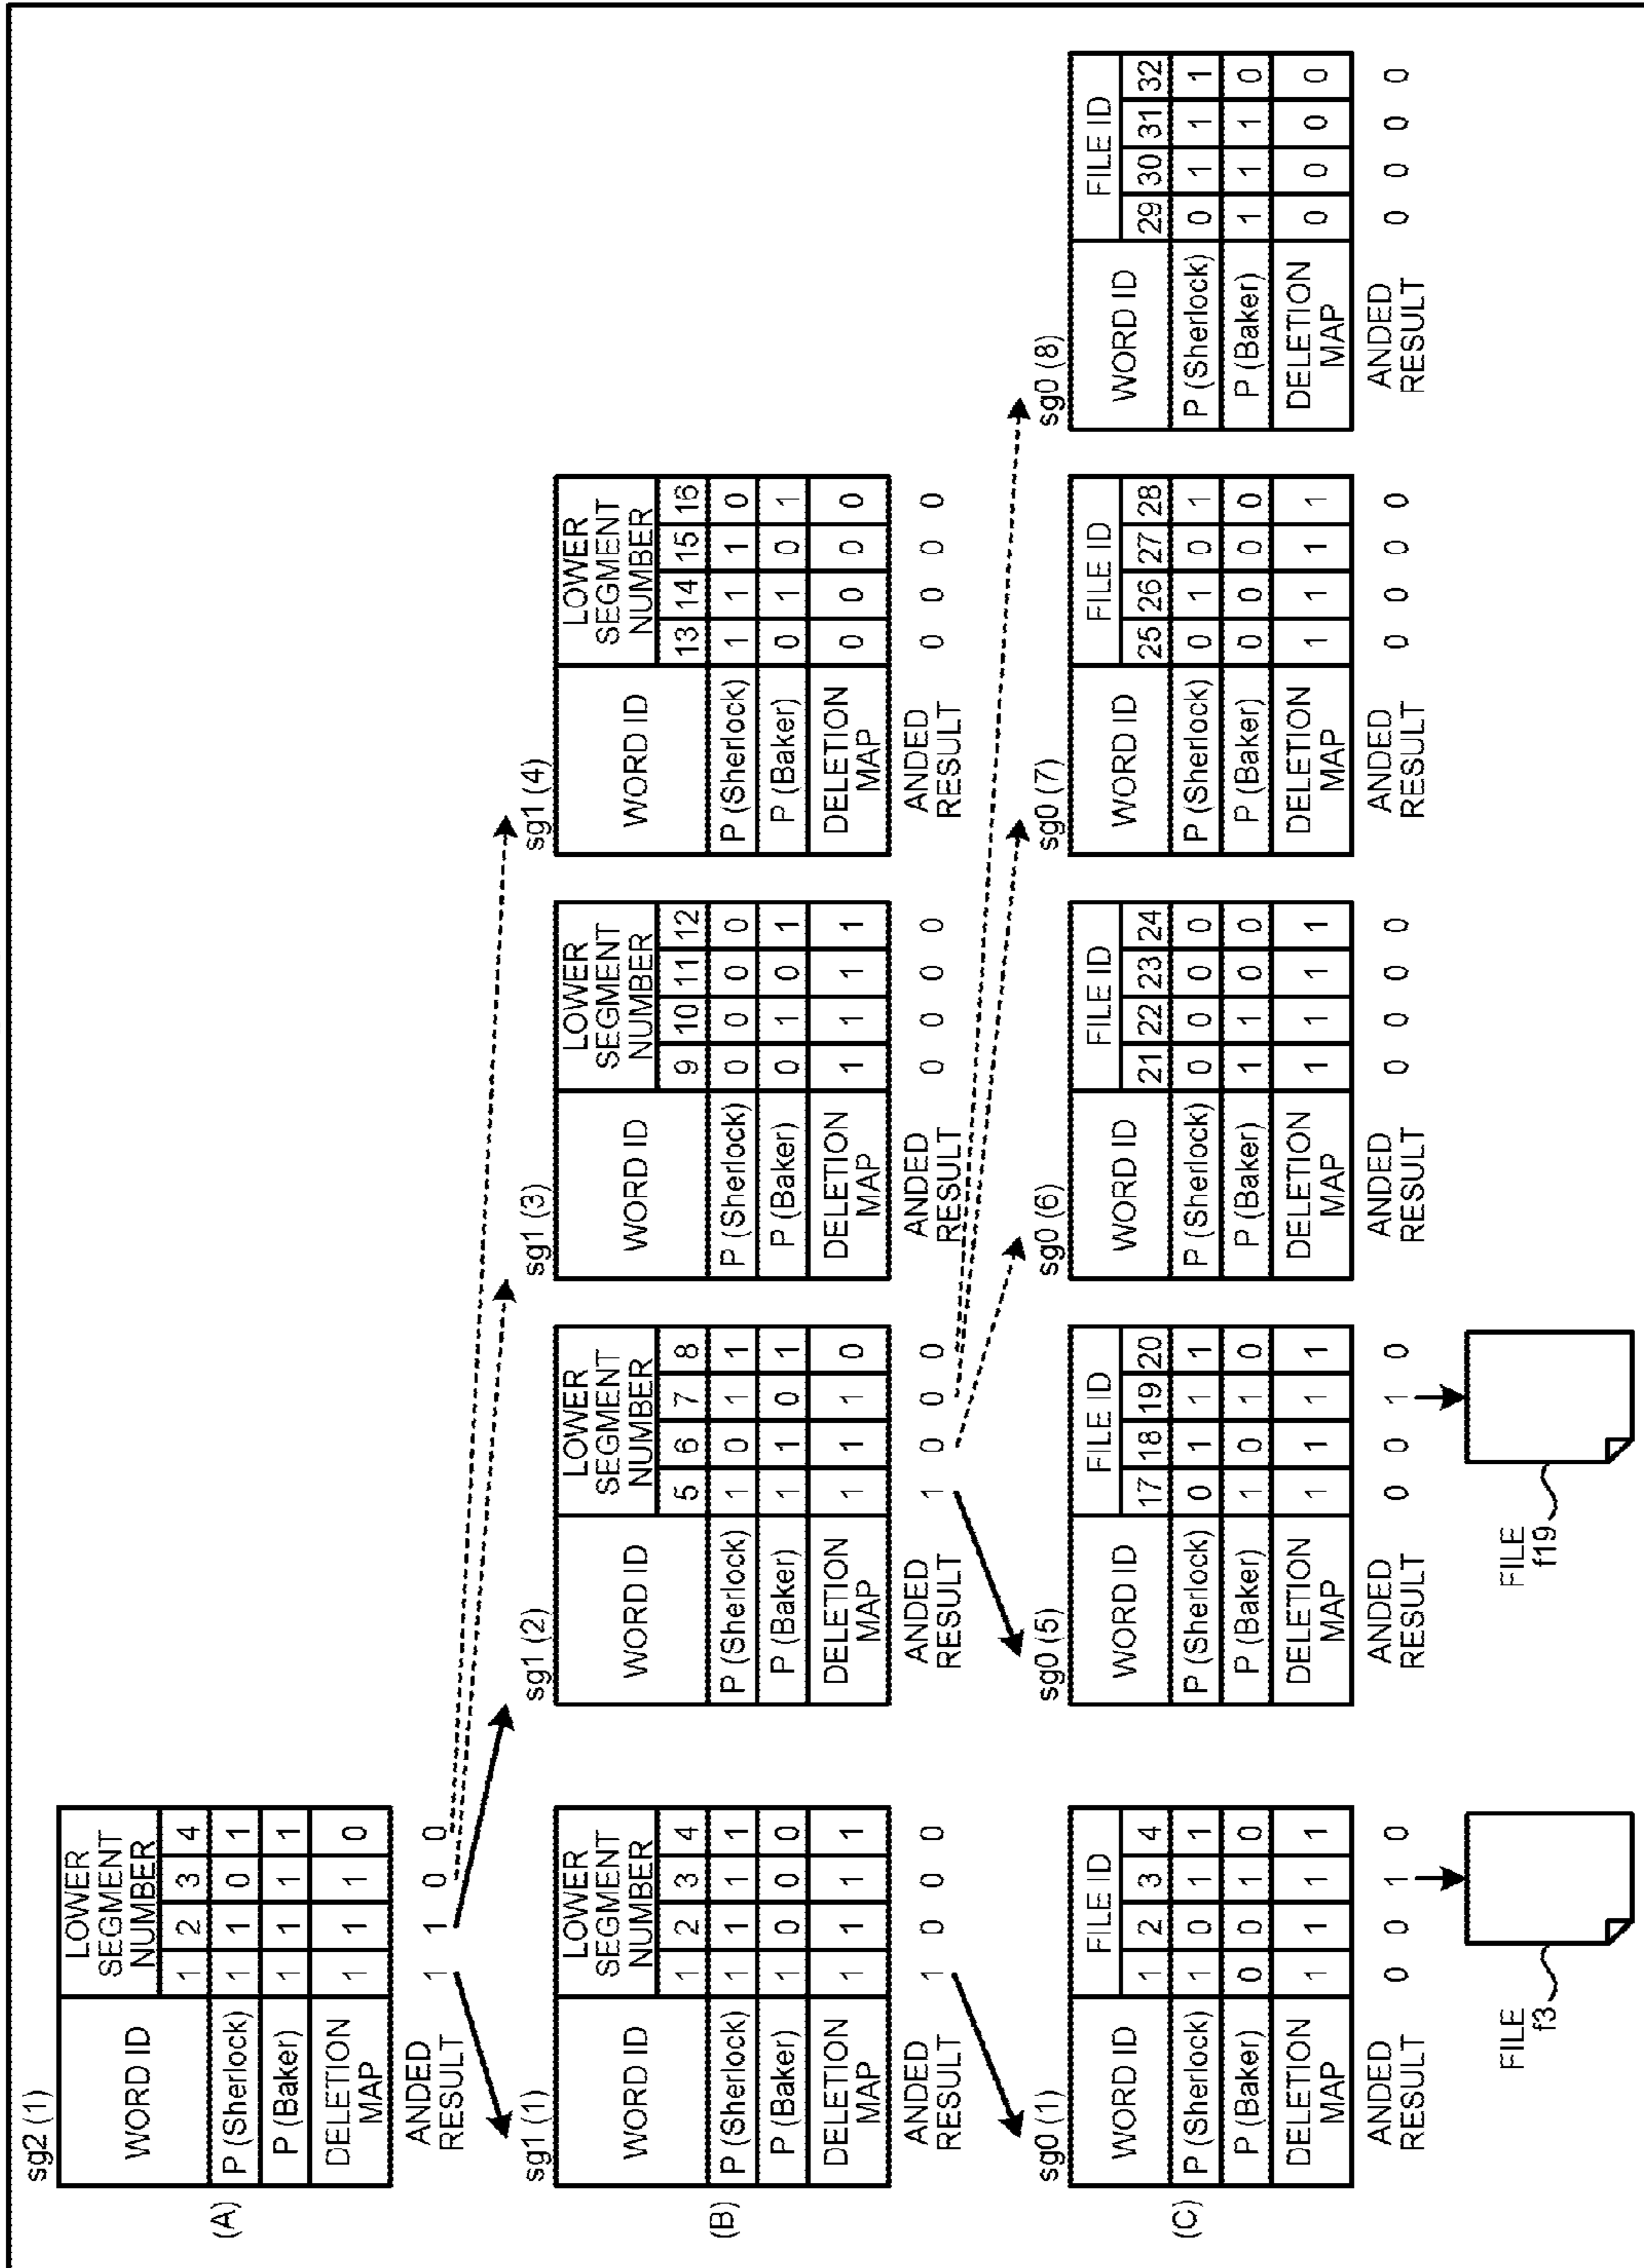 (A)
sg2 (1)
WORD ID
LOWER
SEGMENT
NUMBER
1 2 3 4
P (Sherlock) 1 1 0 1
P (Baker) 1 1 1 1
DELETION
MAP
1 1 1 0
ANDED
RESULT
1 1 0 0
(B)
sg1 (1)
WORD ID
LOWER
SEGMENT
NUMBER
1 2 3 4
P (Sherlock) 1 1 1 1
P (Baker) 1 0 0 0
DELETION
MAP
1 1 1 1
ANDED
RESULT
1 0 0 0
sg1 (2)
WORD ID
LOWER
SEGMENT
NUMBER
5 6 7 8
P (Sherlock) 1 0 1 1
P (Baker) 1 1 0 1
DELETION
MAP
1 1 1 0
ANDED
RESULT
1 0 0 0
sg1 (3)
WORD ID
LOWER
SEGMENT
NUMBER
9 10 11 12
P (Sherlock) 0 0 0 0
P (Baker) 0 1 0 1
DELETION
MAP
1 1 1 1
ANDED
RESULT
0 0 0 0
sg1 (4)
WORD ID
LOWER
SEGMENT
NUMBER
13 14 15 16
P (Sherlock) 1 1 1 0
P (Baker) 0 1 0 1
DELETION
MAP
0 0 0 0
ANDED
RESULT
0 0 0 0
(C)
sg0 (1)
WORD ID
FILE ID
1 2 3 4
P (Sherlock) 1 0 1 1
P (Baker) 0 0 1 0
DELETION
MAP
1 1 1 1
ANDED
RESULT
0 0 1 0
FILE
f3
sg0 (5)
WORD ID
FILE ID
17 18 19 20
P (Sherlock) 0 1 1 1
P (Baker) 1 0 1 0
DELETION
MAP
1 1 1 1
ANDED
RESULT
0 0 1 0
FILE
f19
sg0 (6)
WORD ID
FILE ID
21 22 23 24
P (Sherlock) 0 0 0 0
P (Baker) 1 1 0 0
DELETION
MAP
1 1 1 1
ANDED
RESULT
0 0 0 0
sg0 (7)
WORD ID
FILE ID
25 26 27 28
P (Sherlock) 0 1 0 1
P (Baker) 0 0 0 0
DELETION
MAP
1 1 1 1
ANDED
RESULT
0 0 0 0
sg0 (8)
WORD ID
FILE ID
29 30 31 32
P (Sherlock) 0 1 1 1
P (Baker) 1 1 1 0
DELETION
MAP
0 0 0 0
ANDED
RESULT
0 0 0 0